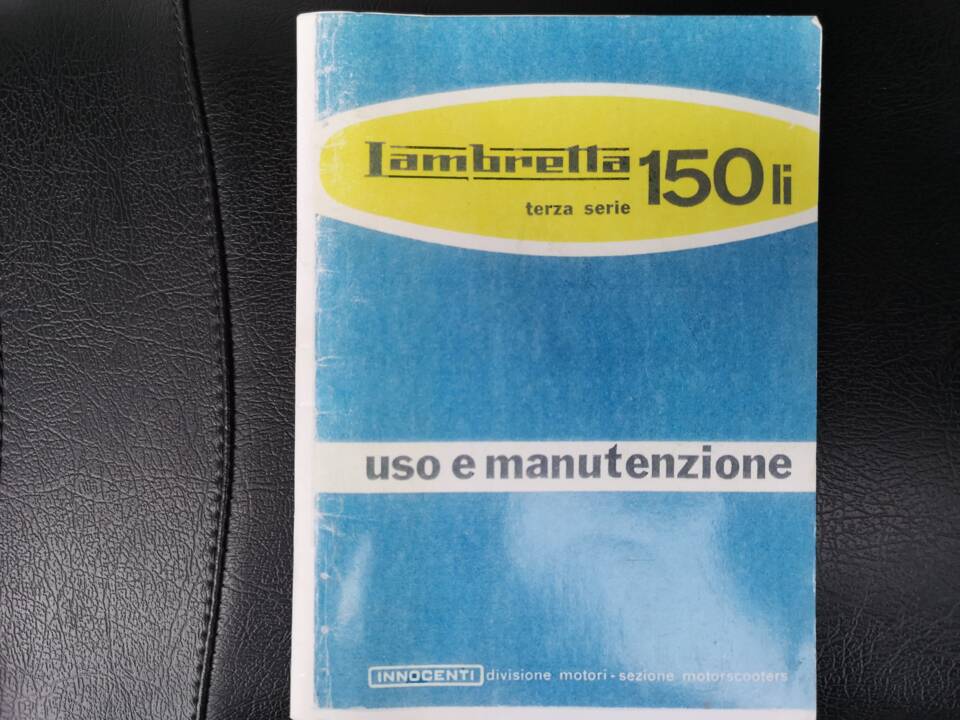 Lambretta 150 li
terza serie
uso e manutenzione
INNOCENTI divisione motori - sezione motorscooters